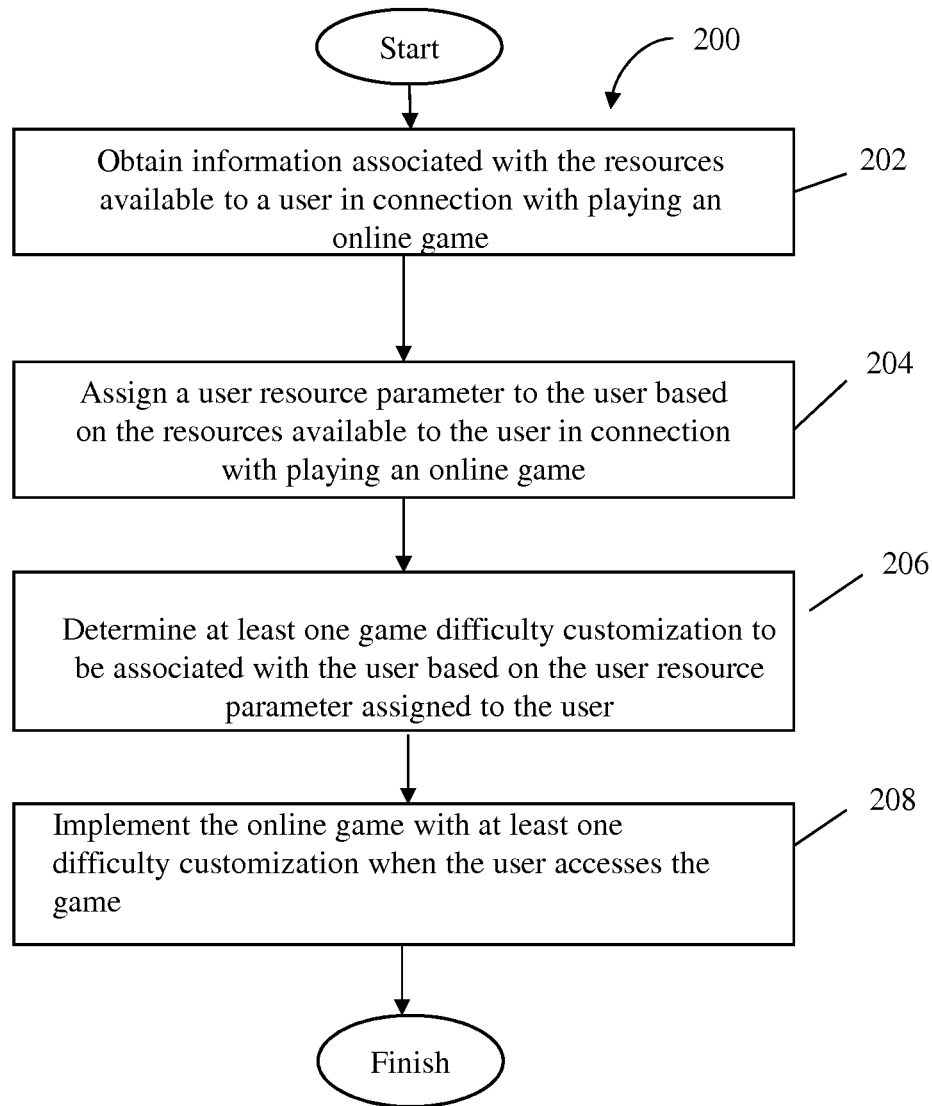 Start
200
Obtain information associated with the resources
available to a user in connection with playing an
online game
202
Assign a user resource parameter to the user based
on the resources available to the user in connection
with playing an online game
204
Determine at least one game difficulty customization to
be associated with the user based on the user resource
parameter assigned to the user
206
Implement the online game with at least one
difficulty customization when the user accesses the
game
208
Finish